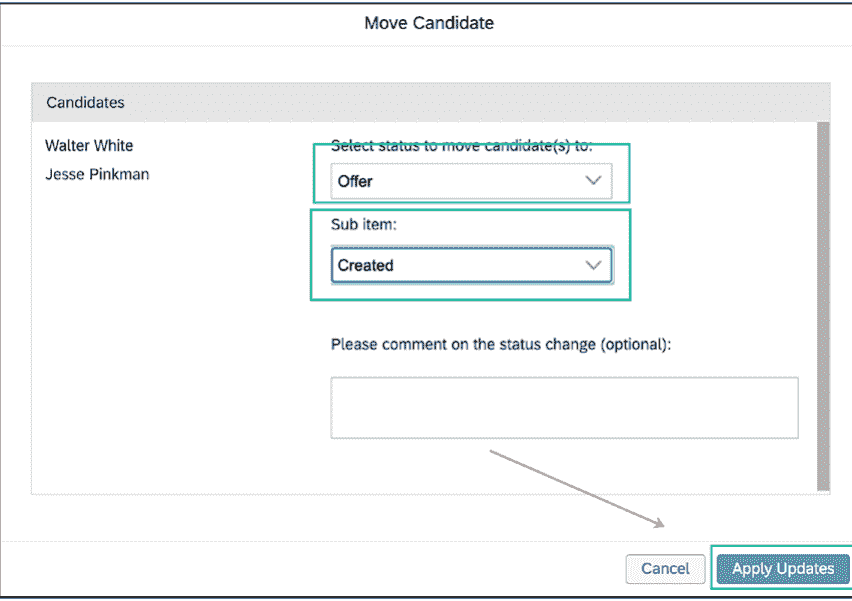 Move Candidate
Candidates
Walter White
Jesse Pinkman
Select status to move candidate(s) to:
Offer
Sub item:
Created
Please comment on the status change (optional):
Cancel
Apply Updates